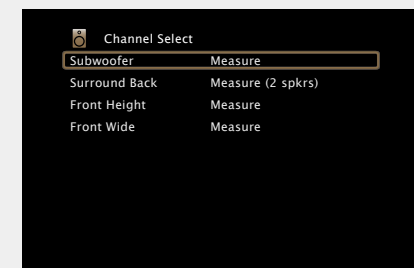 Channel Select
Subwoofer Measure
Surround Back Measure (2 spkrs)
Front Height Measure
Front Wide Measure